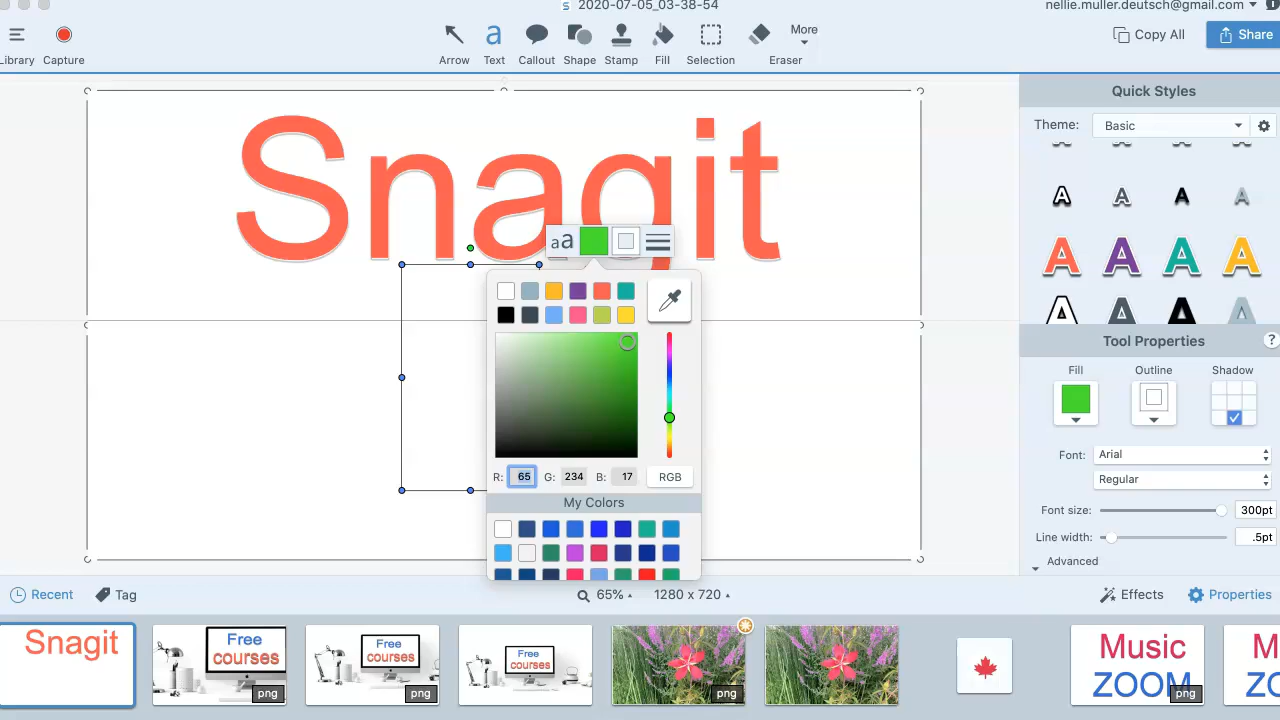 2020-07-05_03-38-54
nellie.muller.deutsch@gmail.com
Library
Capture
Arrow
a
Text
Callout
Shape
Stamp
Fill
Selection
Eraser
More
Copy All
Share
Snagit
Quick Styles
Theme: Basic
A A A A
A A A A
A A A A
aa
R: 65 G: 234 B: 17 RGB
My Colors
Tool Properties
?
Fill Outline Shadow
Font: Arial
Regular
Font size: 300pt
Line width: .5pt
Advanced
Recent
Tag
65%
1280 x 720
Effects
Properties
Snagit
Free
courses
png
Free
courses
png
Free
courses
png
Music
ZOOM
png